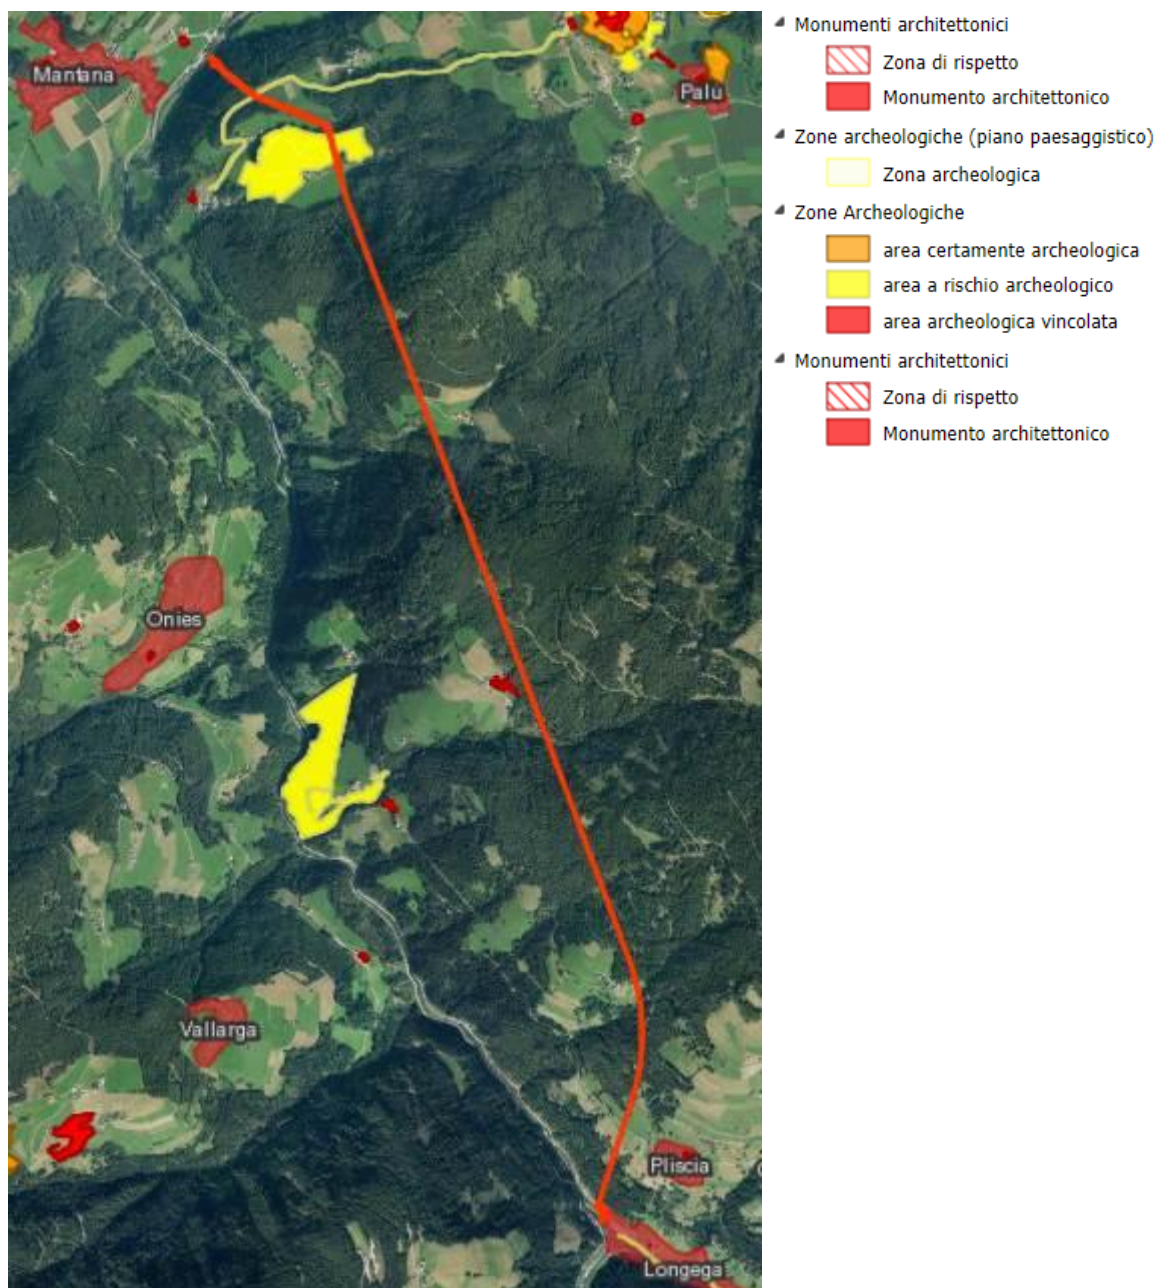 Mantana
Palù
Onies
Vallarga
Pliscia
Longega
Monumenti architettonici
Zona di rispetto
Monumento architettonico
Zone archeologiche (piano paesaggistico)
Zona archeologica
Zone Archeologiche
area certamente archeologica
area a rischio archeologico
area archeologica vincolata
Monumenti architettonici
Zona di rispetto
Monumento architettonico